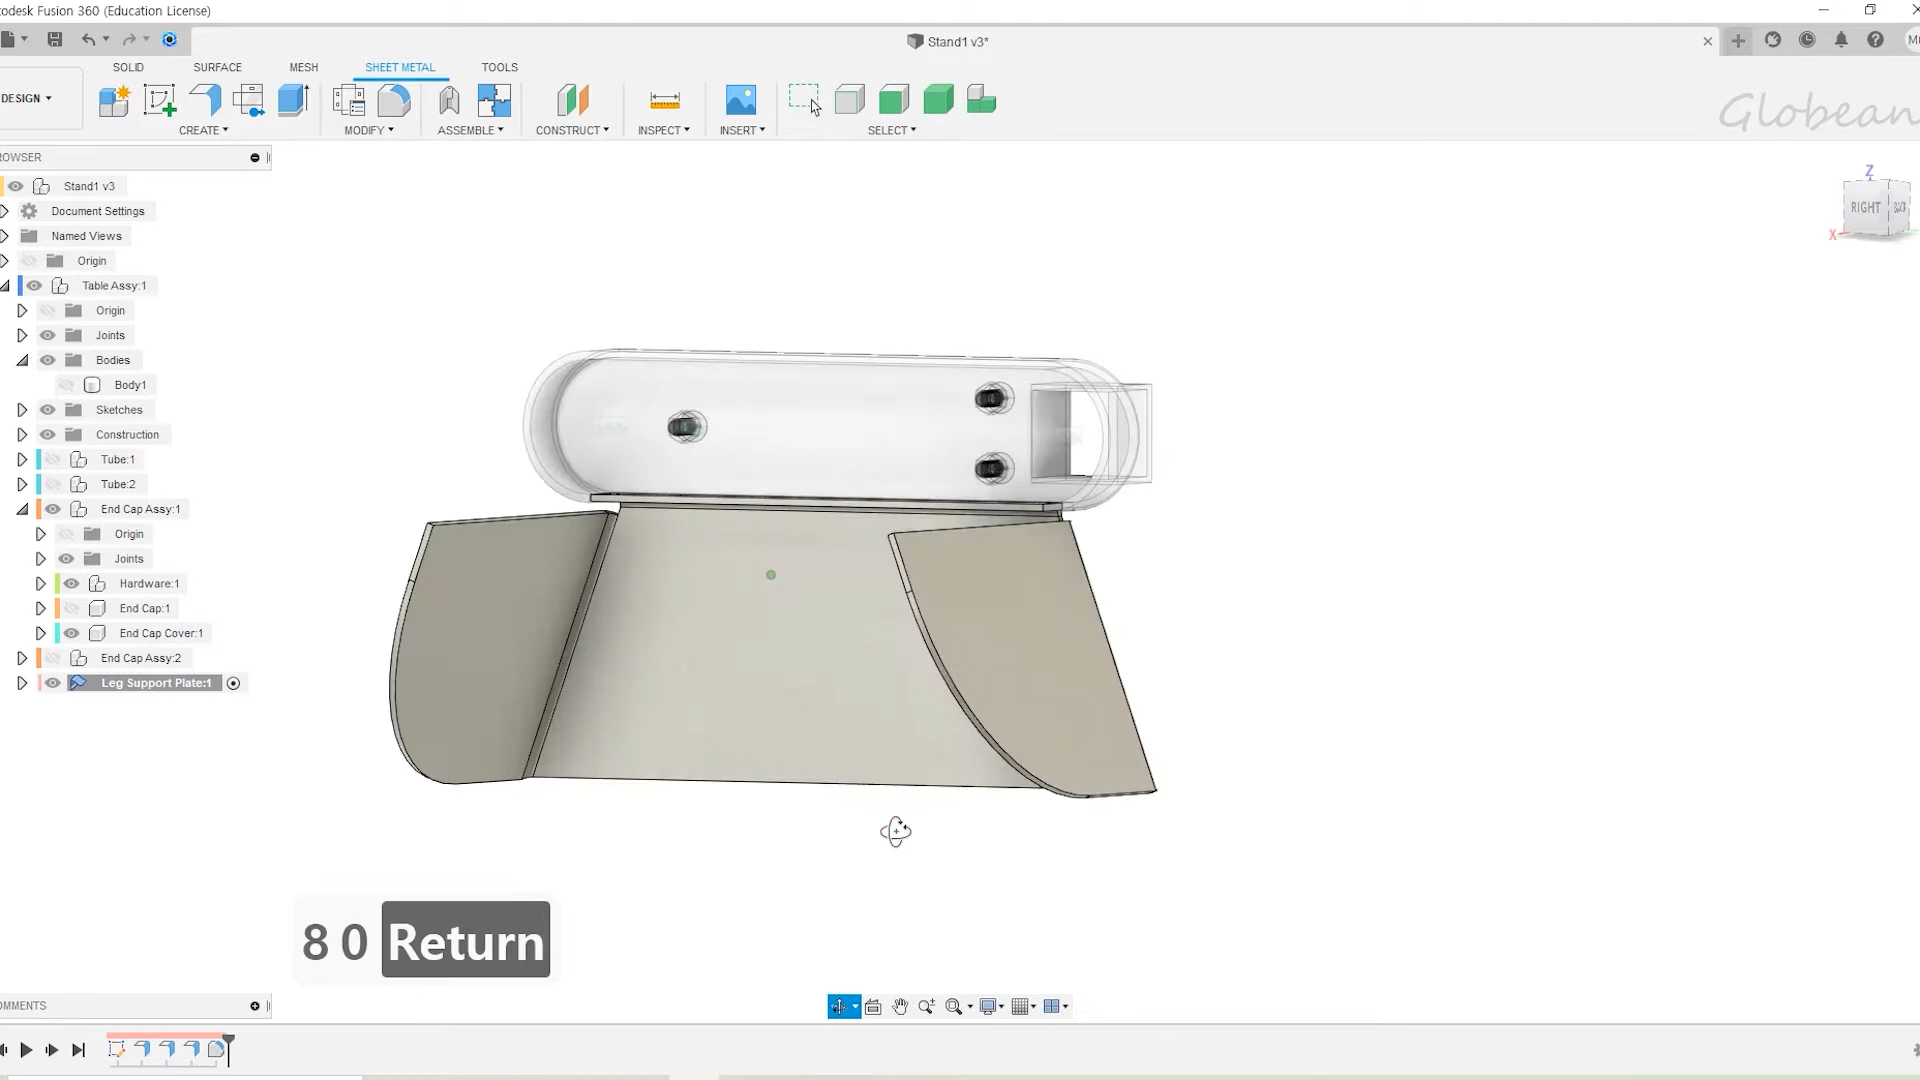 todesk Fusion 360 (Education License)
Stand1 v3*
SOLID SURFACE MESH SHEET METAL TOOLS
DESIGN
CREATE MODIFY ASSEMBLE CONSTRUCT INSPECT INSERT SELECT
Globean
ROWSER
Stand1 v3
Document Settings
Named Views
Origin
Table Assy:1
Origin
Joints
Bodies
Body1
Sketches
Construction
Tube:1
Tube:2
End Cap Assy:1
Origin
Joints
Hardware:1
End Cap:1
End Cap Cover:1
End Cap Assy:2
Leg Support Plate:1
Z
RIGHT BACK
X
8 0 Return
OMMENTS